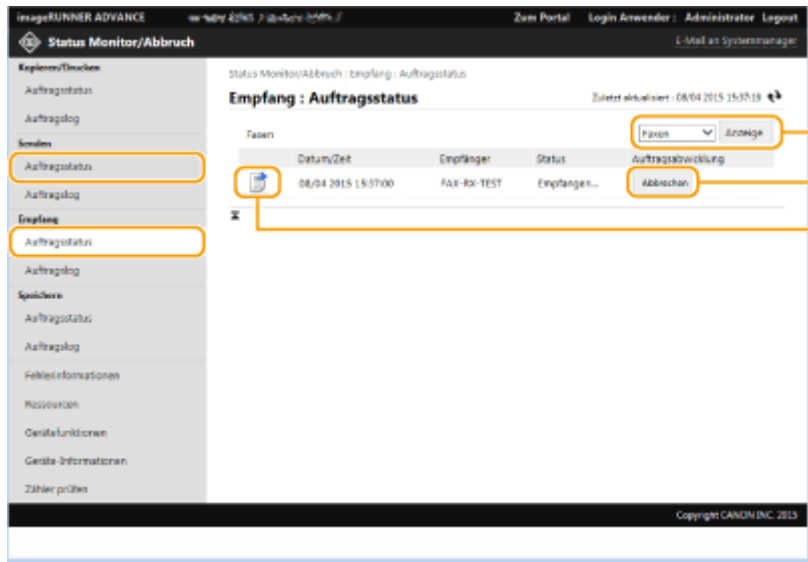 imageRUNNER ADVANCE
Zum Portal Login Anwender : Administrator Logout
Status Monitor/Abbruch
E-Mail an Systemmanager
Kopieren/Drucken
Auftragsstatus
Auftragslog
Senden
Auftragsstatus
Auftragslog
Empfang
Auftragsstatus
Auftragslog
Speichern
Auftragsstatus
Auftragslog
Fehlerinformationen
Ressourcen
Gerätefunktionen
Geräte-Informationen
Zähler prüfen
Status Monitor/Abbruch : Empfang : Auftragsstatus
Empfang : Auftragsstatus
Zuletzt aktualisiert : 08/04 2015 15:37:19
Faxen
Faxen Anzeige
Datum/Zeit Empfänger Status Auftragsabwicklung
08/04 2015 15:37:00 FAX-RX-TEST Empfangen... Abbrechen
Copyright CANON INC. 2015